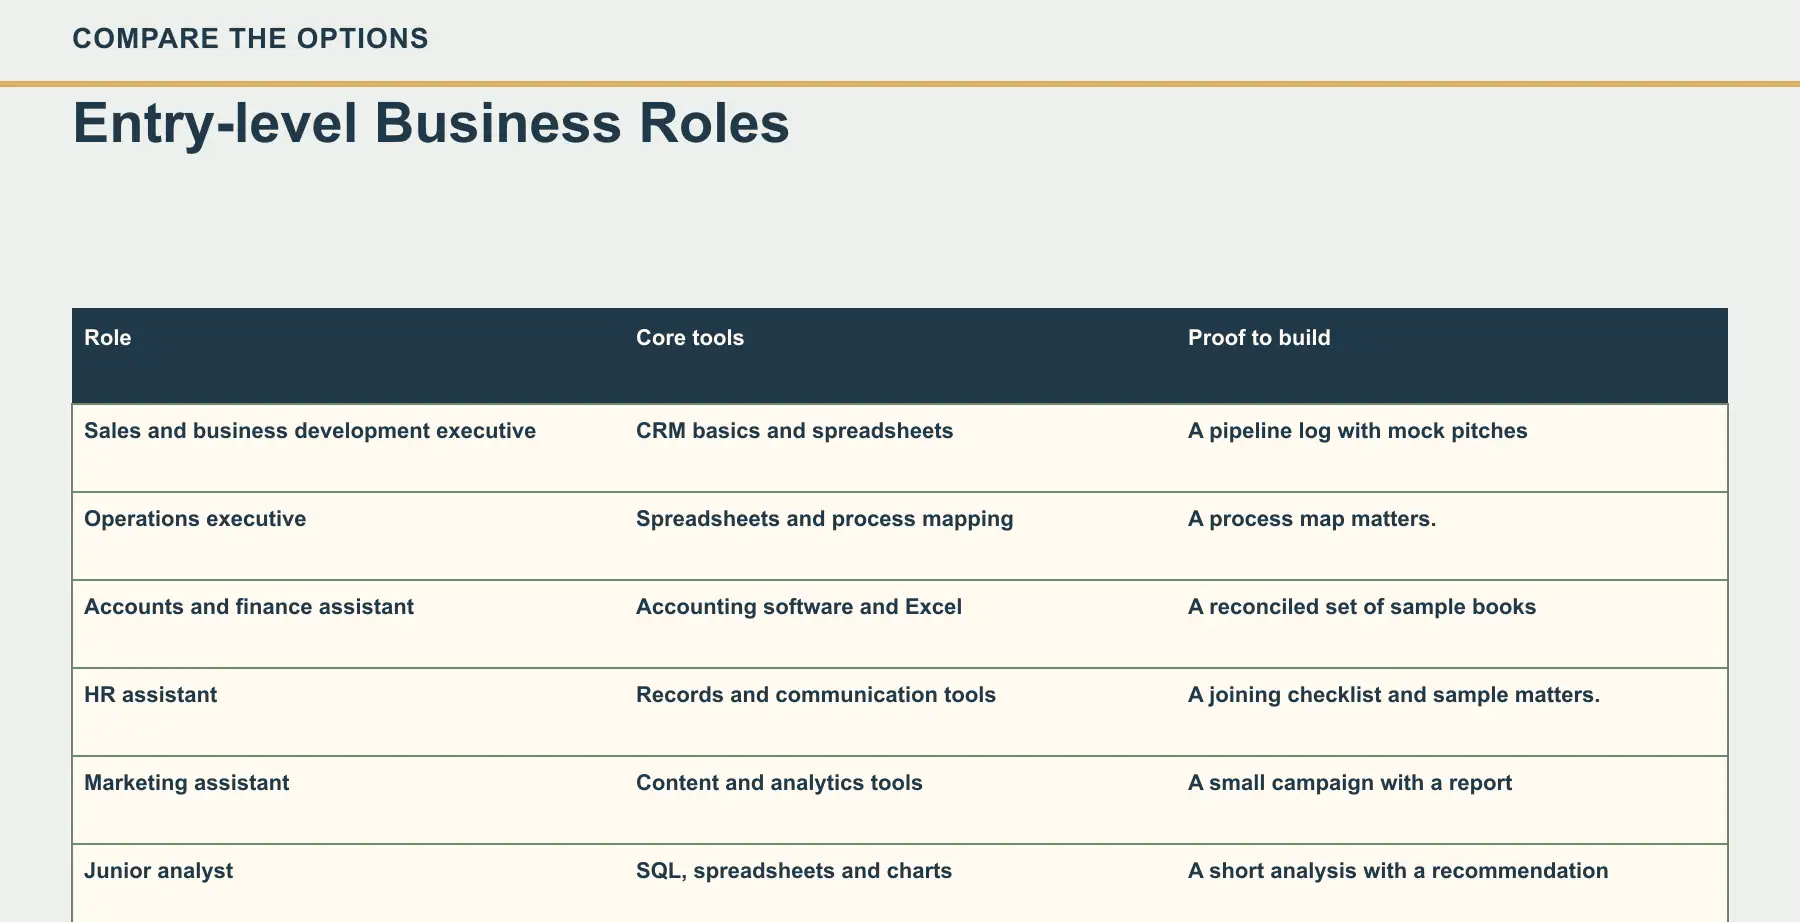 COMPARE THE OPTIONS
Entry-level Business Roles
Role Core tools Proof to build
Sales and business development executive CRM basics and spreadsheets A pipeline log with mock pitches
Operations executive Spreadsheets and process mapping A process map matters.
Accounts and finance assistant Accounting software and Excel A reconciled set of sample books
HR assistant Records and communication tools A joining checklist and sample matters.
Marketing assistant Content and analytics tools A small campaign with a report
Junior analyst SQL, spreadsheets and charts A short analysis with a recommendation